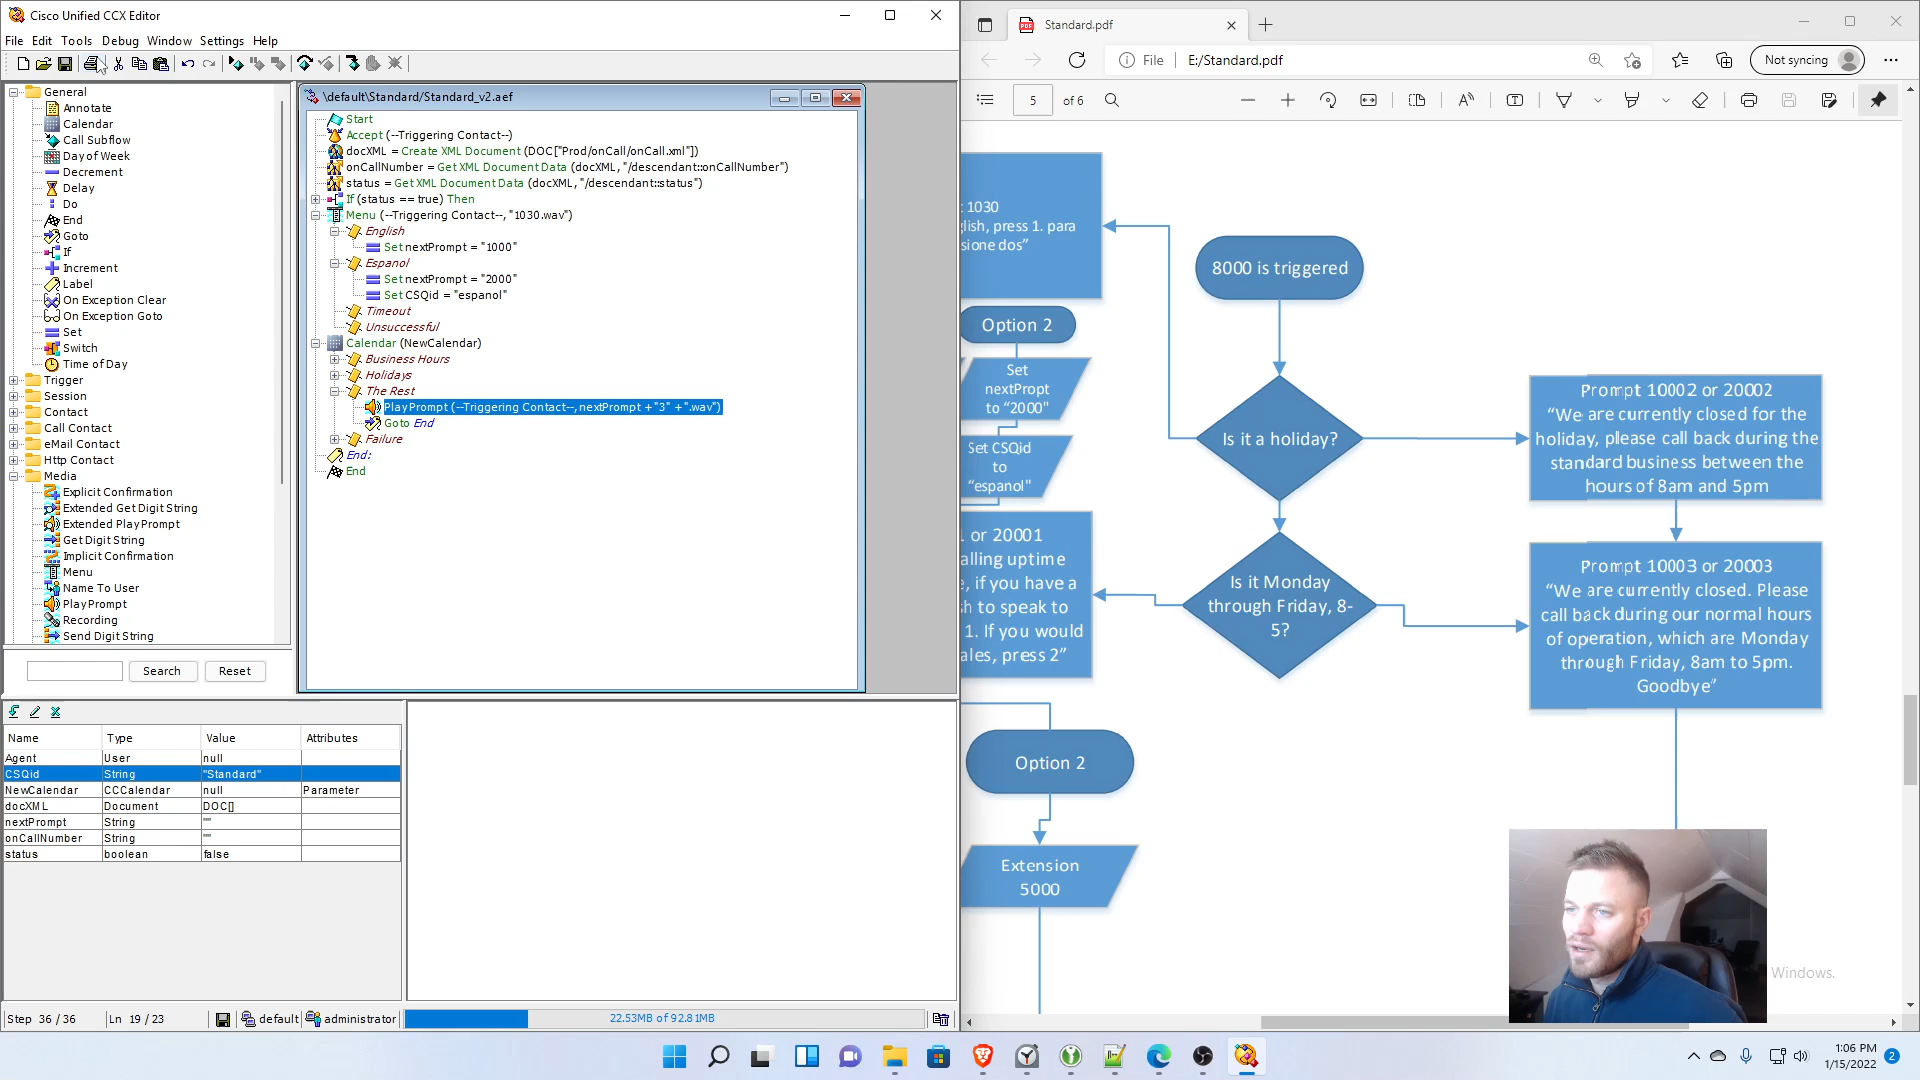 Cisco Unified CCX Editor
File Edit Tools Debug Window Settings Help
General
Annotate
Calendar
Call Subflow
Day of Week
Decrement
Delay
Do
End
Goto
If
Increment
Label
On Exception Clear
On Exception Goto
Set
Switch
Time of Day
Trigger
Session
Contact
Call Contact
eMail Contact
Http Contact
Media
Explicit Confirmation
Extended Get Digit String
Extended Play Prompt
Get Digit String
Implicit Confirmation
Menu
Name To User
Play Prompt
Recording
Send Digit String
Search Reset
\default\Standard/Standard_v2.aef
Start
Accept (--Triggering Contact--)
docXML = Create XML Document (DOC["Prod/onCall/onCall.xml"])
onCallNumber = Get XML Document Data (docXML, "/descendant::onCallNumber")
status = Get XML Document Data (docXML, "/descendant::status")
If (status == true) Then
Menu (--Triggering Contact--, "1030.wav")
English
Set nextPrompt = "1000"
Espanol
Set nextPrompt = "2000"
Set CSQid = "espanol"
Timeout
Unsuccessful
Calendar (NewCalendar)
Business Hours
Holidays
The Rest
Play Prompt (--Triggering Contact--, nextPrompt + "3" + ".wav")
Goto End
Failure
End:
End
Name Type Value Attributes
Agent User null
CSQid String "Standard"
NewCalendar CCCalendar null Parameter
docXML Document DOC[]
nextPrompt String ""
onCallNumber String ""
status boolean false
Step 36 / 36 Ln 19 / 23 default administrator 22.53MB of 92.81MB
Standard.pdf
File E:/Standard.pdf Not syncing
5 of 6
: 1030
lish, press 1. para
sione dos”
Option 2
Set
nextPropt
to “2000"
Set CSQid
to
“espanol"
1 or 20001
alling uptime
e, if you have a
sh to speak to
1. If you would
ales, press 2”
Option 2
Extension
5000
8000 is triggered
Is it a holiday?
Is it Monday
through Friday, 8-
5?
Prompt 10002 or 20002
“We are currently closed for the
holiday, please call back during the
standard business between the
hours of 8am and 5pm
Prompt 10003 or 20003
“We are currently closed. Please
call back during our normal hours
of operation, which are Monday
through Friday, 8am to 5pm.
Goodbye”
Windows.
1:06 PM
1/15/2022
2